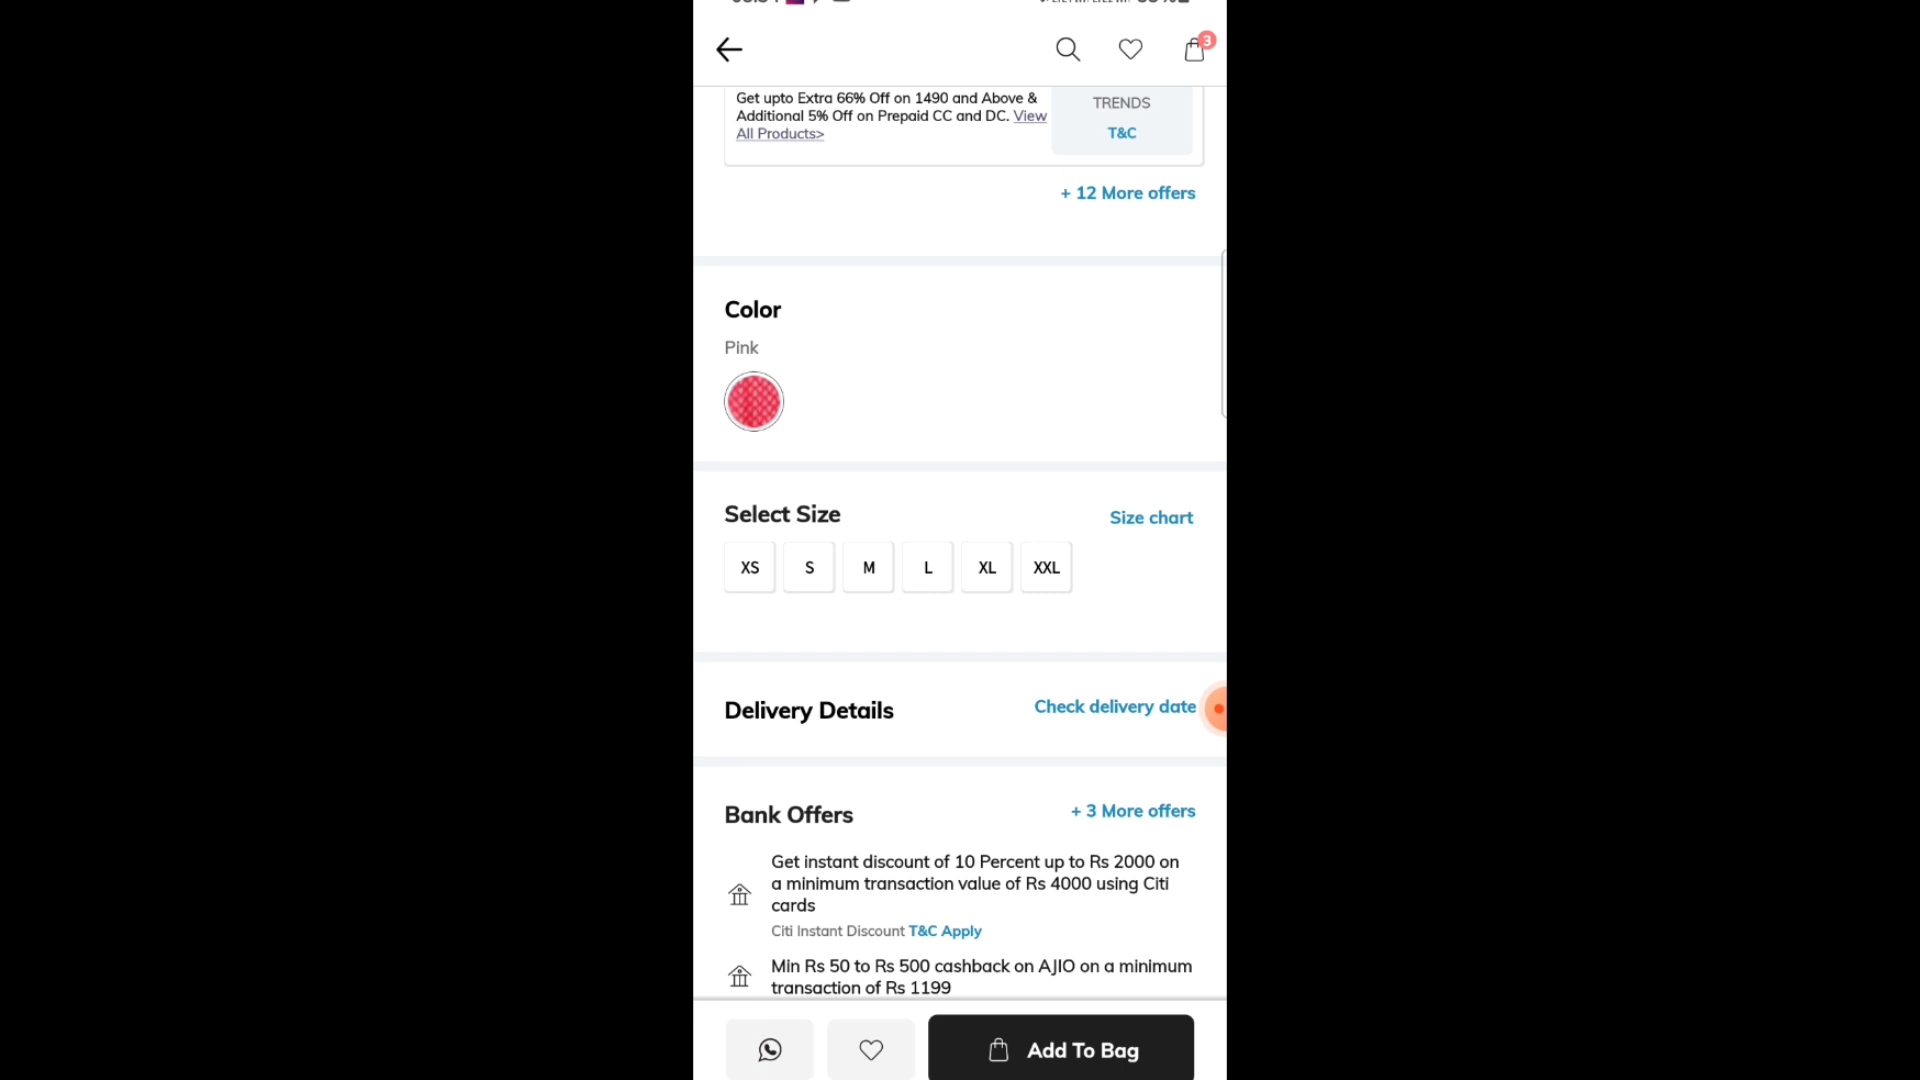 3
Get upto Extra 66% Off on 1490 and Above &
Additional 5% Off on Prepaid CC and DC. View
All Products>
TRENDS
T&C
+ 12 More offers
Color
Pink
Select Size
Size chart
XS
S
M
L
XL
XXL
Delivery Details
Check delivery date
Bank Offers
+ 3 More offers
Get instant discount of 10 Percent up to Rs 2000 on
a minimum transaction value of Rs 4000 using Citi
cards
Citi Instant Discount T&C Apply
Min Rs 50 to Rs 500 cashback on AJIO on a minimum
transaction of Rs 1199
Add To Bag